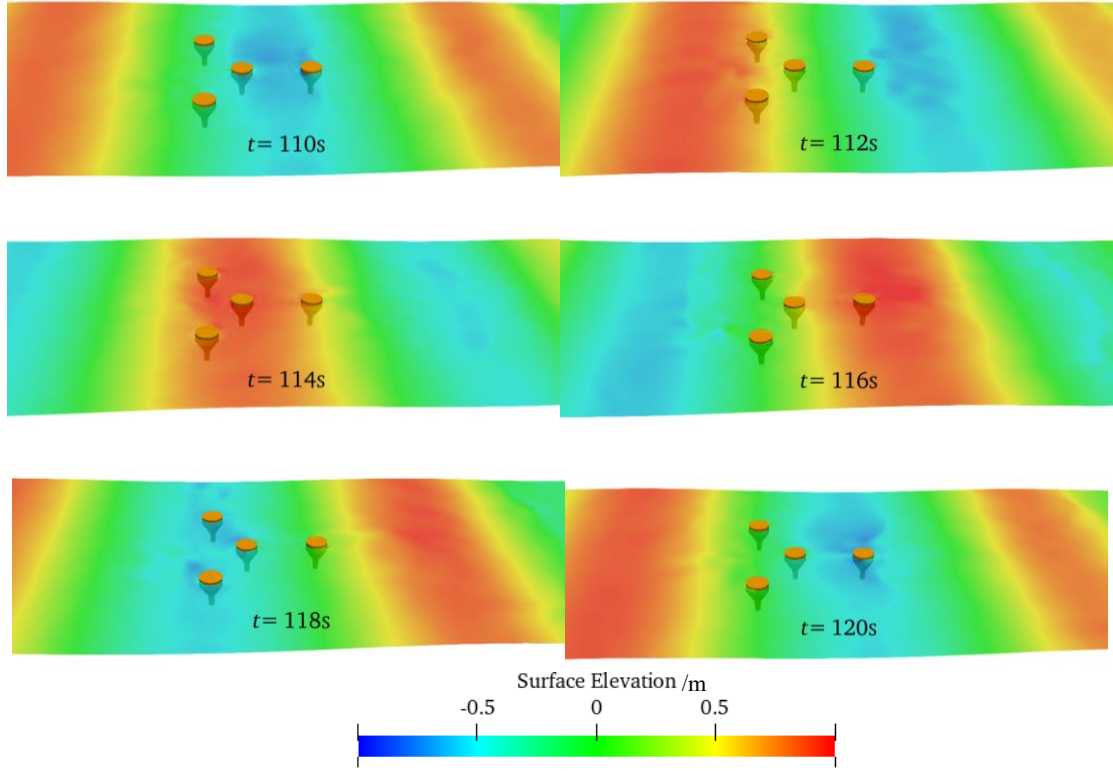 t= 110s
t= 112s
t= 114s
t= 116s
t= 118s
t= 120s
Surface Elevation /m
-0.5 0 0.5